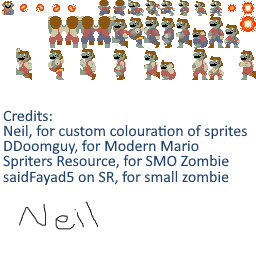 Credits:
Neil, for custom colouration of sprites
DDoomguy, for Modern Mario
Spriters Resource, for SMO Zombie
saidFayad5 on SR, for small zombie
Neil